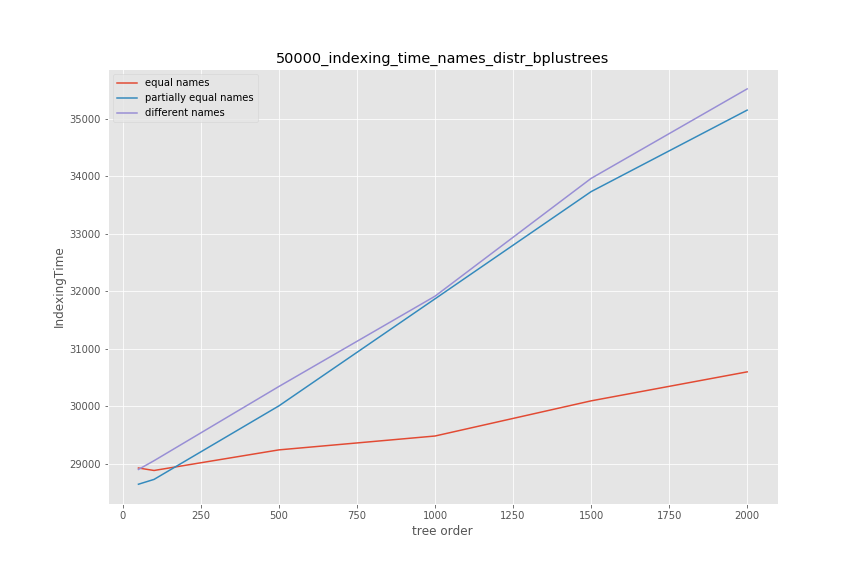 50000_indexing_time_names_distr_bplustrees
equal names
partially equal names
different names
35000
34000
33000
32000
31000
30000
29000
IndexingTime
0 250 500 750 1000 1250 1500 1750 2000
tree order